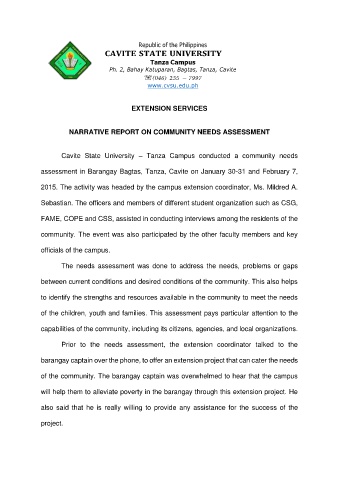 Republic of the Philippines
CAVITE STATE UNIVERSITY
Tanza Campus
Ph. 2, Bahay Katuparan, Bagtas, Tanza, Cavite
☏(046) 235 – 7997
www.cvsu.edu.ph
EXTENSION SERVICES
NARRATIVE REPORT ON COMMUNITY NEEDS ASSESSMENT
Cavite State University – Tanza Campus conducted a community needs
assessment in Barangay Bagtas, Tanza, Cavite on January 30-31 and February 7,
2015. The activity was headed by the campus extension coordinator, Ms. Mildred A.
Sebastian. The officers and members of different student organization such as CSG,
FAME, COPE and CSS, assisted in conducting interviews among the residents of the
community. The event was also participated by the other faculty members and key
officials of the campus.
The needs assessment was done to address the needs, problems or gaps
between current conditions and desired conditions of the community. This also helps
to identify the strengths and resources available in the community to meet the needs
of the children, youth and families. This assessment pays particular attention to the
capabilities of the community, including its citizens, agencies, and local organizations.
Prior to the needs assessment, the extension coordinator talked to the
barangay captain over the phone, to offer an extension project that can cater the needs
of the community. The barangay captain was overwhelmed to hear that the campus
will help them to alleviate poverty in the barangay through this extension project. He
also said that he is really willing to provide any assistance for the success of the
project.